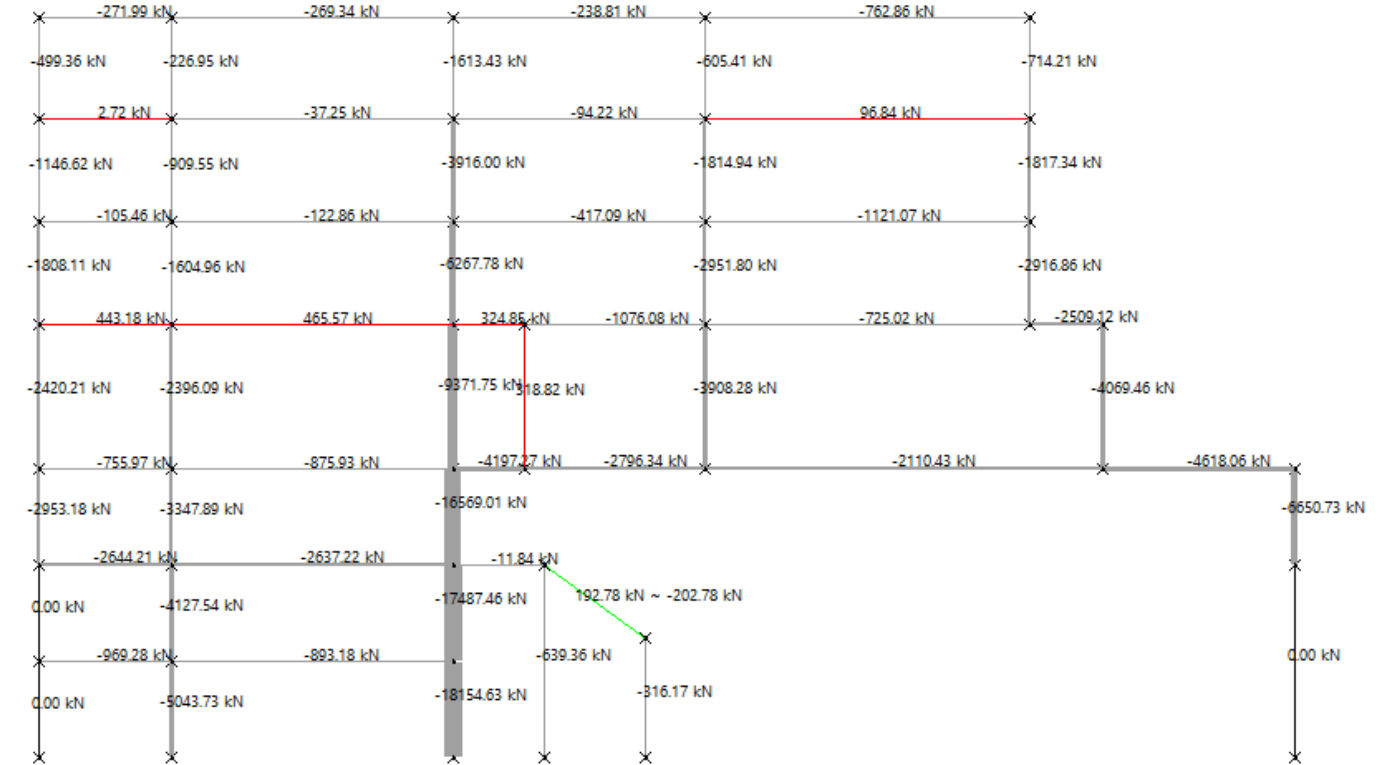 -271.99 kN -269.34 kN -238.81 kN -762.86 kN
-499.36 kN -226.95 kN -1613.43 kN -605.41 kN -714.21 kN
2.72 kN -37.25 kN -94.22 kN 96.84 kN
-1146.62 kN -909.55 kN -3916.00 kN -1814.94 kN -1817.34 kN
-105.46 kN -122.86 kN -417.09 kN -1121.07 kN
-1808.11 kN -1604.96 kN -6267.78 kN -2951.80 kN -2916.86 kN
443.18 kN 465.57 kN 324.85 kN -1076.08 kN -725.02 kN -2509.12 kN
-2420.21 kN -2396.09 kN -9371.75 kN 318.82 kN -3908.28 kN -4069.46 kN
-755.97 kN -875.93 kN -4197.27 kN -2796.34 kN -2110.43 kN -4618.06 kN
-2953.18 kN -3347.89 kN -16569.01 kN -6650.73 kN
-2644.21 kN -2637.22 kN -11.84 kN
0.00 kN -4127.54 kN -17487.46 kN 192.78 kN ~ -202.78 kN
-969.28 kN -893.18 kN -639.36 kN 0.00 kN
0.00 kN -5043.73 kN -18154.63 kN -316.17 kN